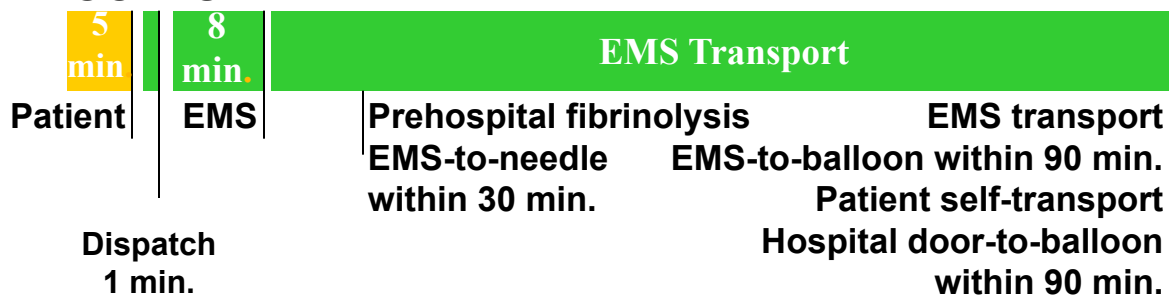 5
min
8
min.
EMS Transport
Patient
EMS
Prehospital fibrinolysis
EMS-to-needle
within 30 min.
EMS transport
EMS-to-balloon within 90 min.
Patient self-transport
Hospital door-to-balloon
within 90 min.
Dispatch
1 min.